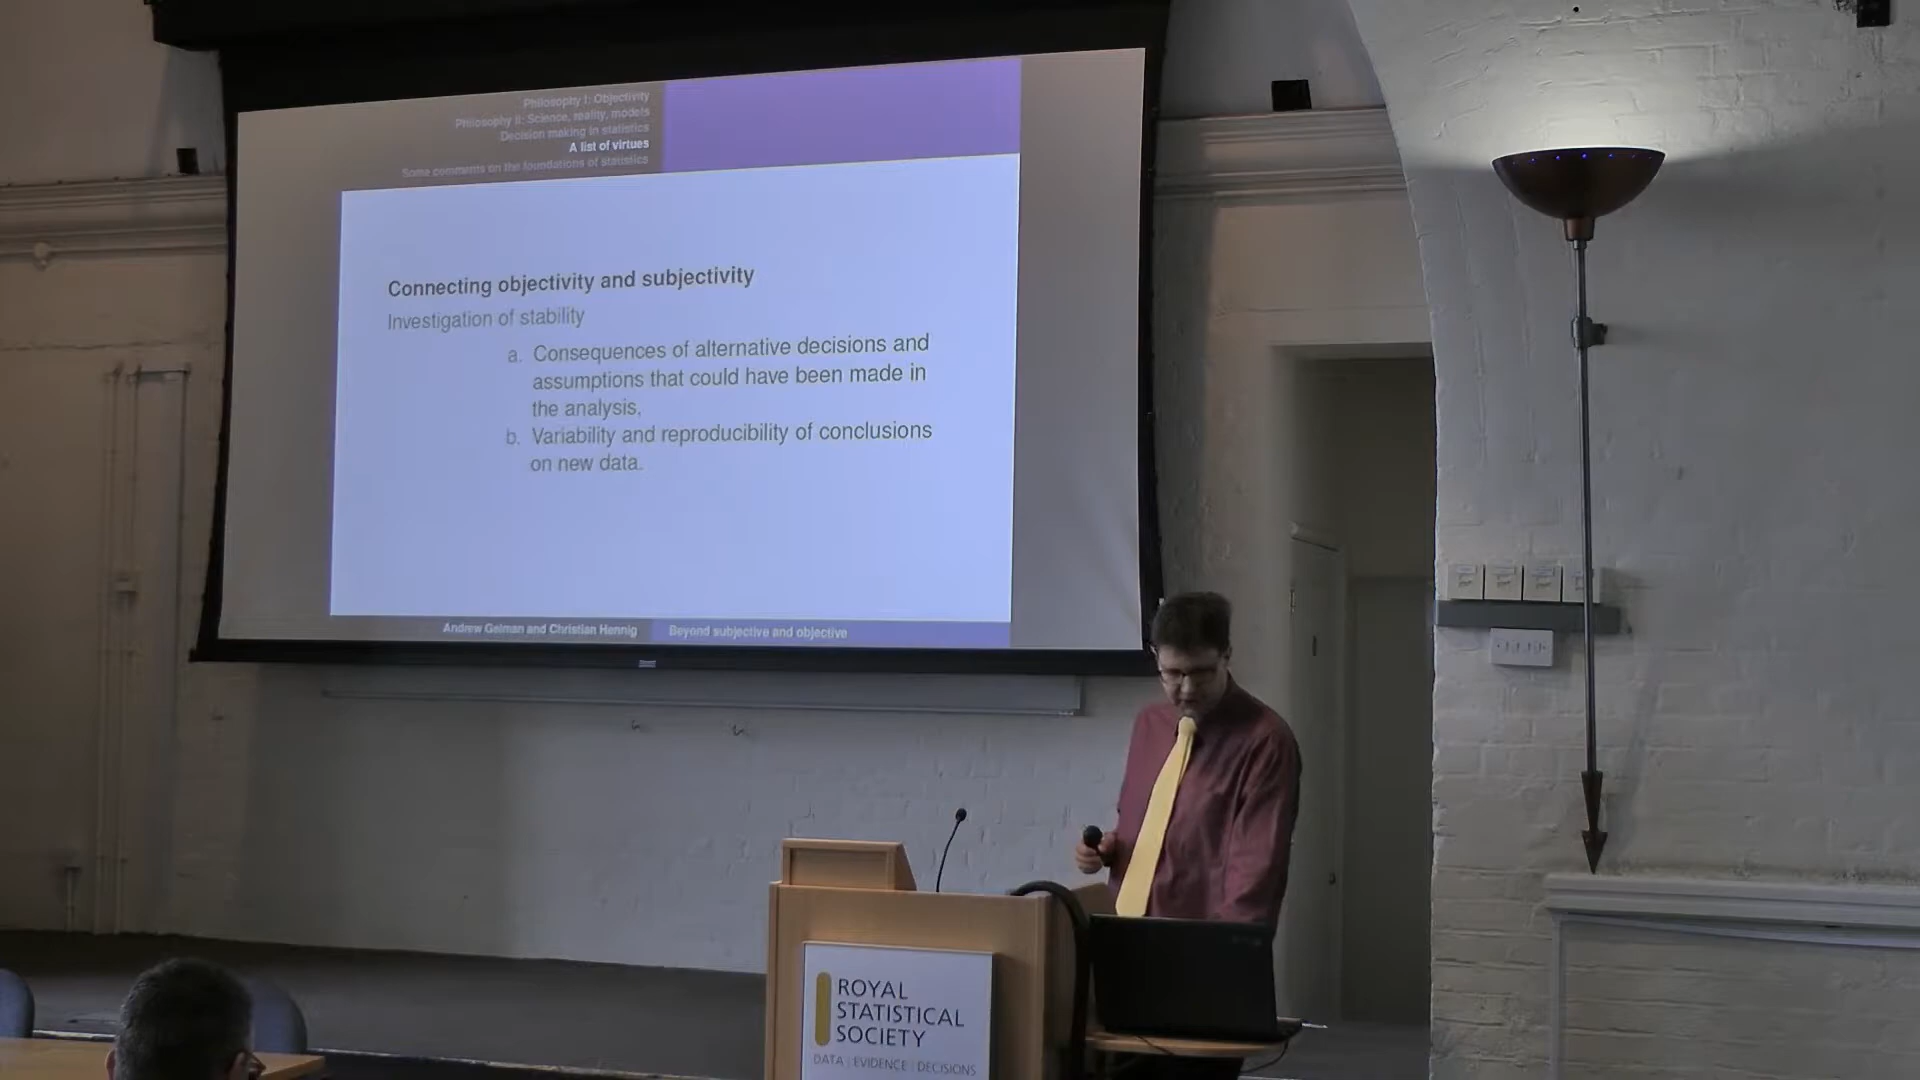 Philosophy I: Objectivity
Philosophy II: Science, reality, models
Decision making in statistics
A list of virtues
Some comments on the foundations of statistics
Connecting objectivity and subjectivity
Investigation of stability
a. Consequences of alternative decisions and
assumptions that could have been made in
the analysis,
b. Variability and reproducibility of conclusions
on new data.
Andrew Gelman and Christian Hennig
Beyond subjective and objective
ROYAL
STATISTICAL
SOCIETY
DATA | EVIDENCE | DECISIONS